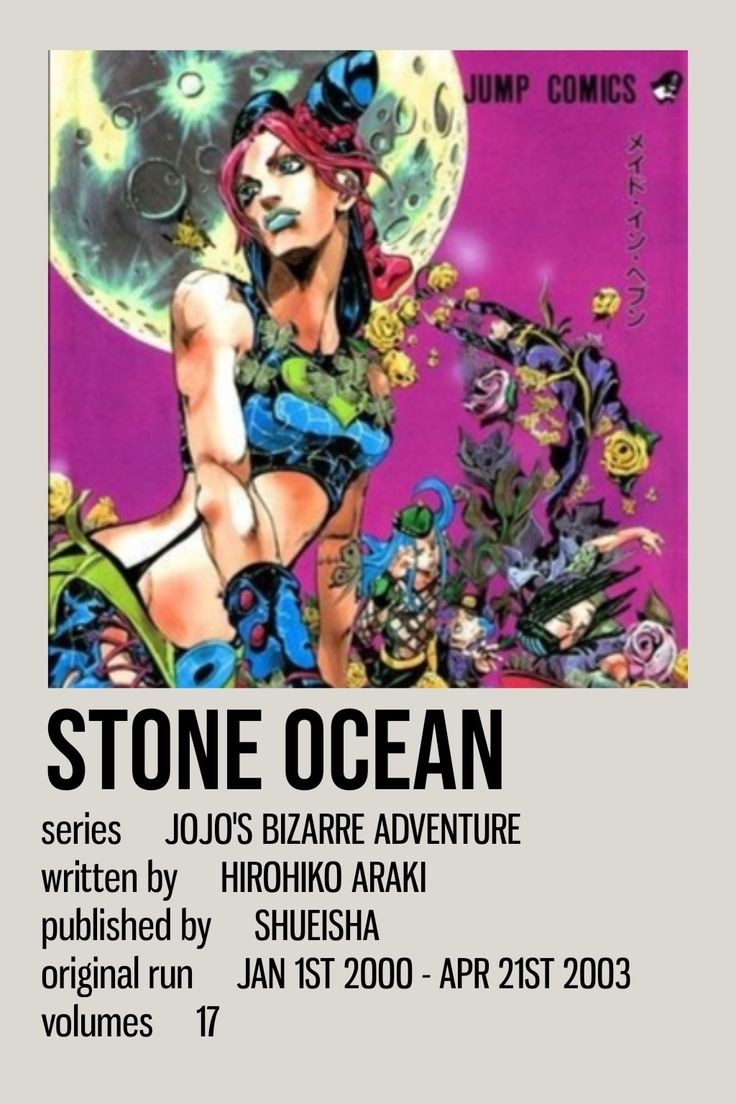 JUMP COMICS
メイド・イン・ヘブン
STONE OCEAN
series JOJO'S BIZARRE ADVENTURE
written by HIROHIKO ARAKI
published by SHUEISHA
original run JAN 1ST 2000 - APR 21ST 2003
volumes 17